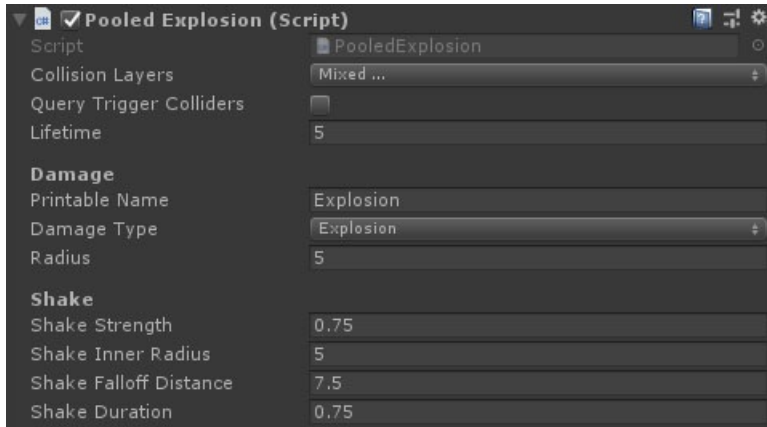 Pooled Explosion (Script)
Script PooledExplosion
Collision Layers Mixed ...
Query Trigger Colliders
Lifetime 5
Damage
Printable Name Explosion
Damage Type Explosion
Radius 5
Shake
Shake Strength 0.75
Shake Inner Radius 5
Shake Falloff Distance 7.5
Shake Duration 0.75